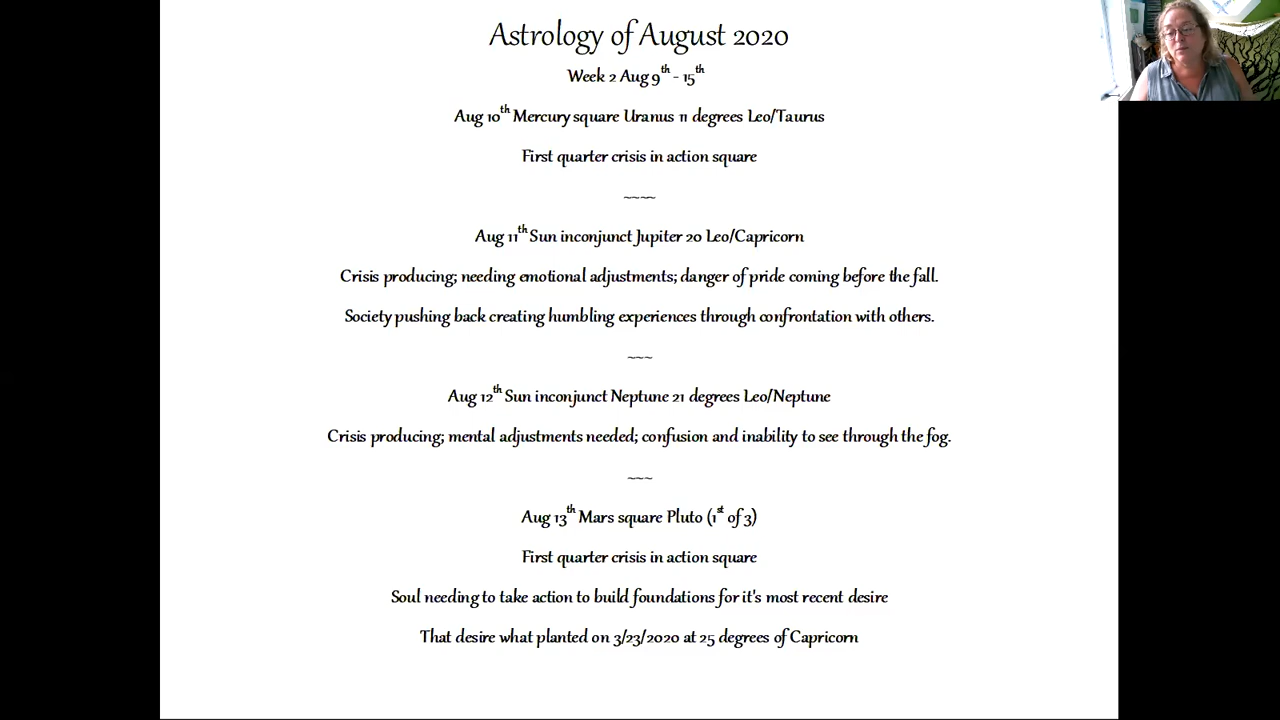 Astrology of August 2020
Week 2 Aug 9th - 15th
Aug 10th Mercury square Uranus 11 degrees Leo/Taurus
First quarter crisis in action square
~~~~
Aug 11th Sun inconjunct Jupiter 20 Leo/Capricorn
Crisis producing; needing emotional adjustments; danger of pride coming before the fall.
Society pushing back creating humbling experiences through confrontation with others.
~~~
Aug 12th Sun inconjunct Neptune 21 degrees Leo/Neptune
Crisis producing; mental adjustments needed; confusion and inability to see through the fog.
~~~
Aug 13th Mars square Pluto (1st of 3)
First quarter crisis in action square
Soul needing to take action to build foundations for it's most recent desire
That desire what planted on 3/23/2020 at 25 degrees of Capricorn